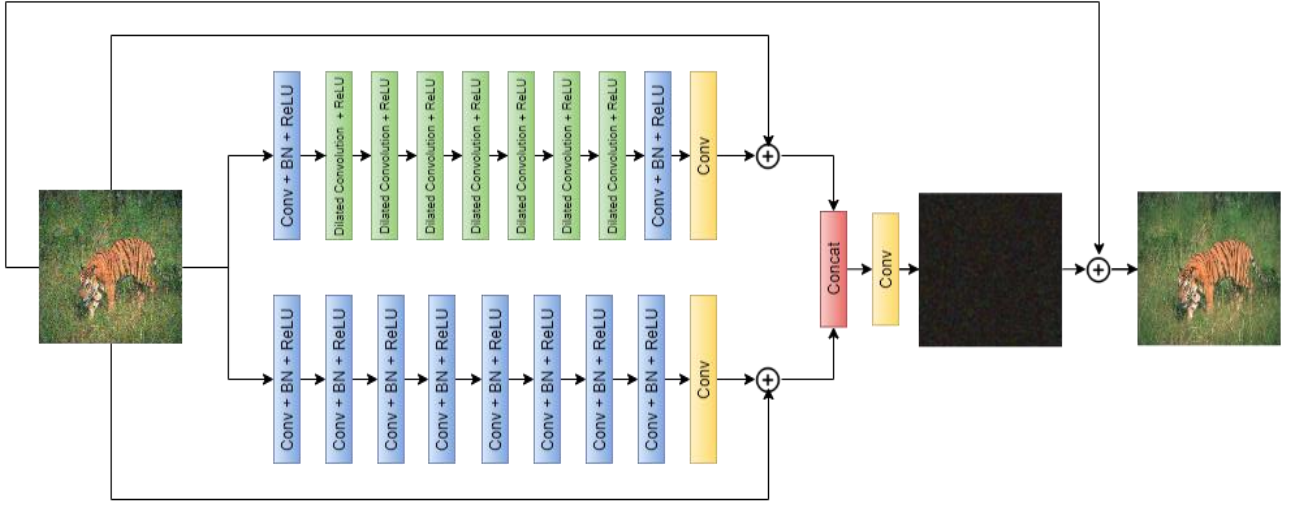 Conv + BN + ReLU
Dilated Convolution + ReLU
Dilated Convolution + ReLU
Dilated Convolution + ReLU
Dilated Convolution + ReLU
Dilated Convolution + ReLU
Dilated Convolution + ReLU
Dilated Convolution + ReLU
Conv + BN + ReLU
Conv
Concat
Conv
Conv + BN + ReLU
Conv + BN + ReLU
Conv + BN + ReLU
Conv + BN + ReLU
Conv + BN + ReLU
Conv + BN + ReLU
Conv + BN + ReLU
Conv + BN + ReLU
Conv